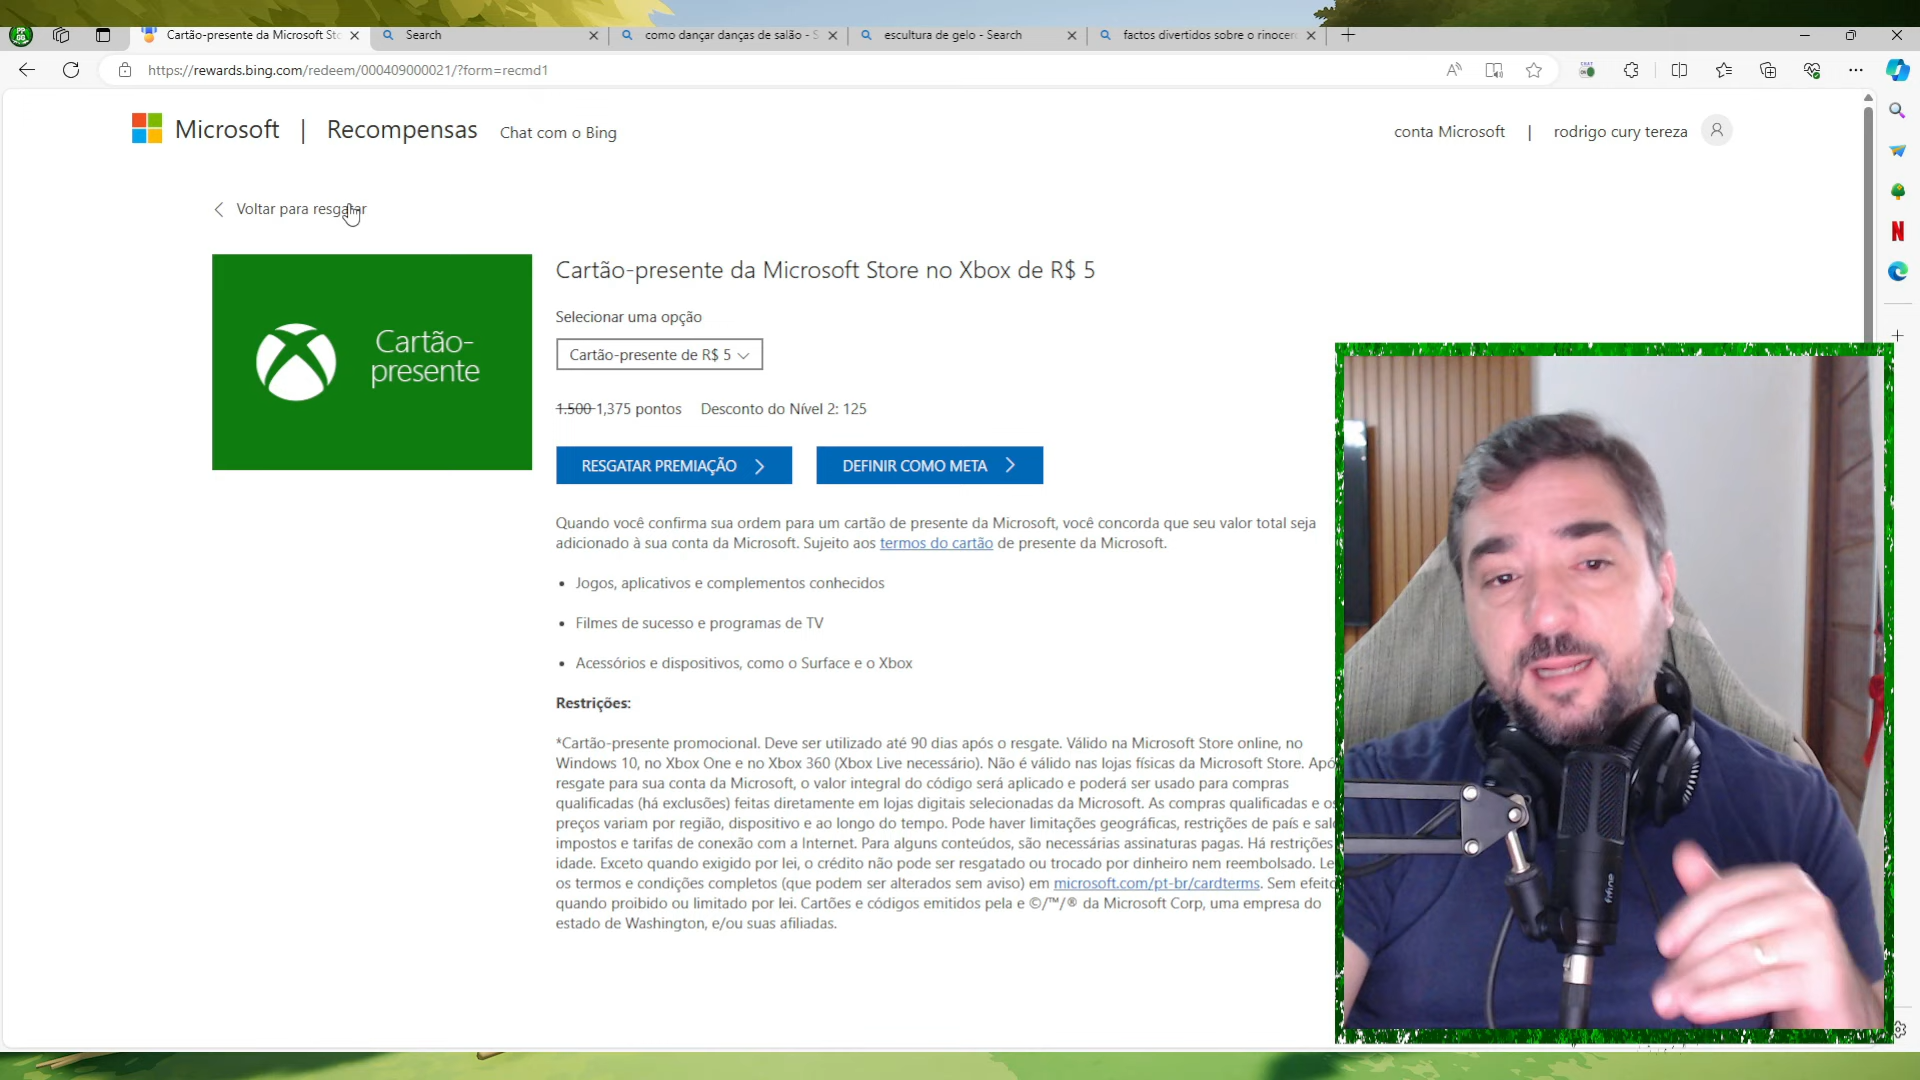 Cartão-presente da Microsoft Sto
Search
como dançar danças de salão - S
escultura de gelo - Search
factos divertidos sobre o rinocer
https://rewards.bing.com/redeem/000409000021/?form=recmd1
Microsoft | Recompensas Chat com o Bing
conta Microsoft | rodrigo cury tereza
Voltar para resgatar
Cartão-
presente
Cartão-presente da Microsoft Store no Xbox de R$ 5
Selecionar uma opção
Cartão-presente de R$ 5
1.500 1,375 pontos Desconto do Nível 2: 125
RESGATAR PREMIAÇÃO
DEFINIR COMO META
Quando você confirma sua ordem para um cartão de presente da Microsoft, você concorda que seu valor total seja
adicionado à sua conta da Microsoft. Sujeito aos termos do cartão de presente da Microsoft.
• Jogos, aplicativos e complementos conhecidos
• Filmes de sucesso e programas de TV
• Acessórios e dispositivos, como o Surface e o Xbox
Restrições:
*Cartão-presente promocional. Deve ser utilizado até 90 dias após o resgate. Válido na Microsoft Store online, no
Windows 10, no Xbox One e no Xbox 360 (Xbox Live necessário). Não é válido nas lojas físicas da Microsoft Store. Apó
resgate para sua conta da Microsoft, o valor integral do código será aplicado e poderá ser usado para compras
qualificadas (há exclusões) feitas diretamente em lojas digitais selecionadas da Microsoft. As compras qualificadas e os
preços variam por região, dispositivo e ao longo do tempo. Pode haver limitações geográficas, restrições de país e sal
impostos e tarifas de conexão com a Internet. Para alguns conteúdos, são necessárias assinaturas pagas. Há restrições
idade. Exceto quando exigido por lei, o crédito não pode ser resgatado ou trocado por dinheiro nem reembolsado. Le
os termos e condições completos (que podem ser alterados sem aviso) em microsoft.com/pt-br/cardterms. Sem efeito
quando proibido ou limitado por lei. Cartões e códigos emitidos pela e ©/™/® da Microsoft Corp, uma empresa do
estado de Washington, e/ou suas afiliadas.
fifine